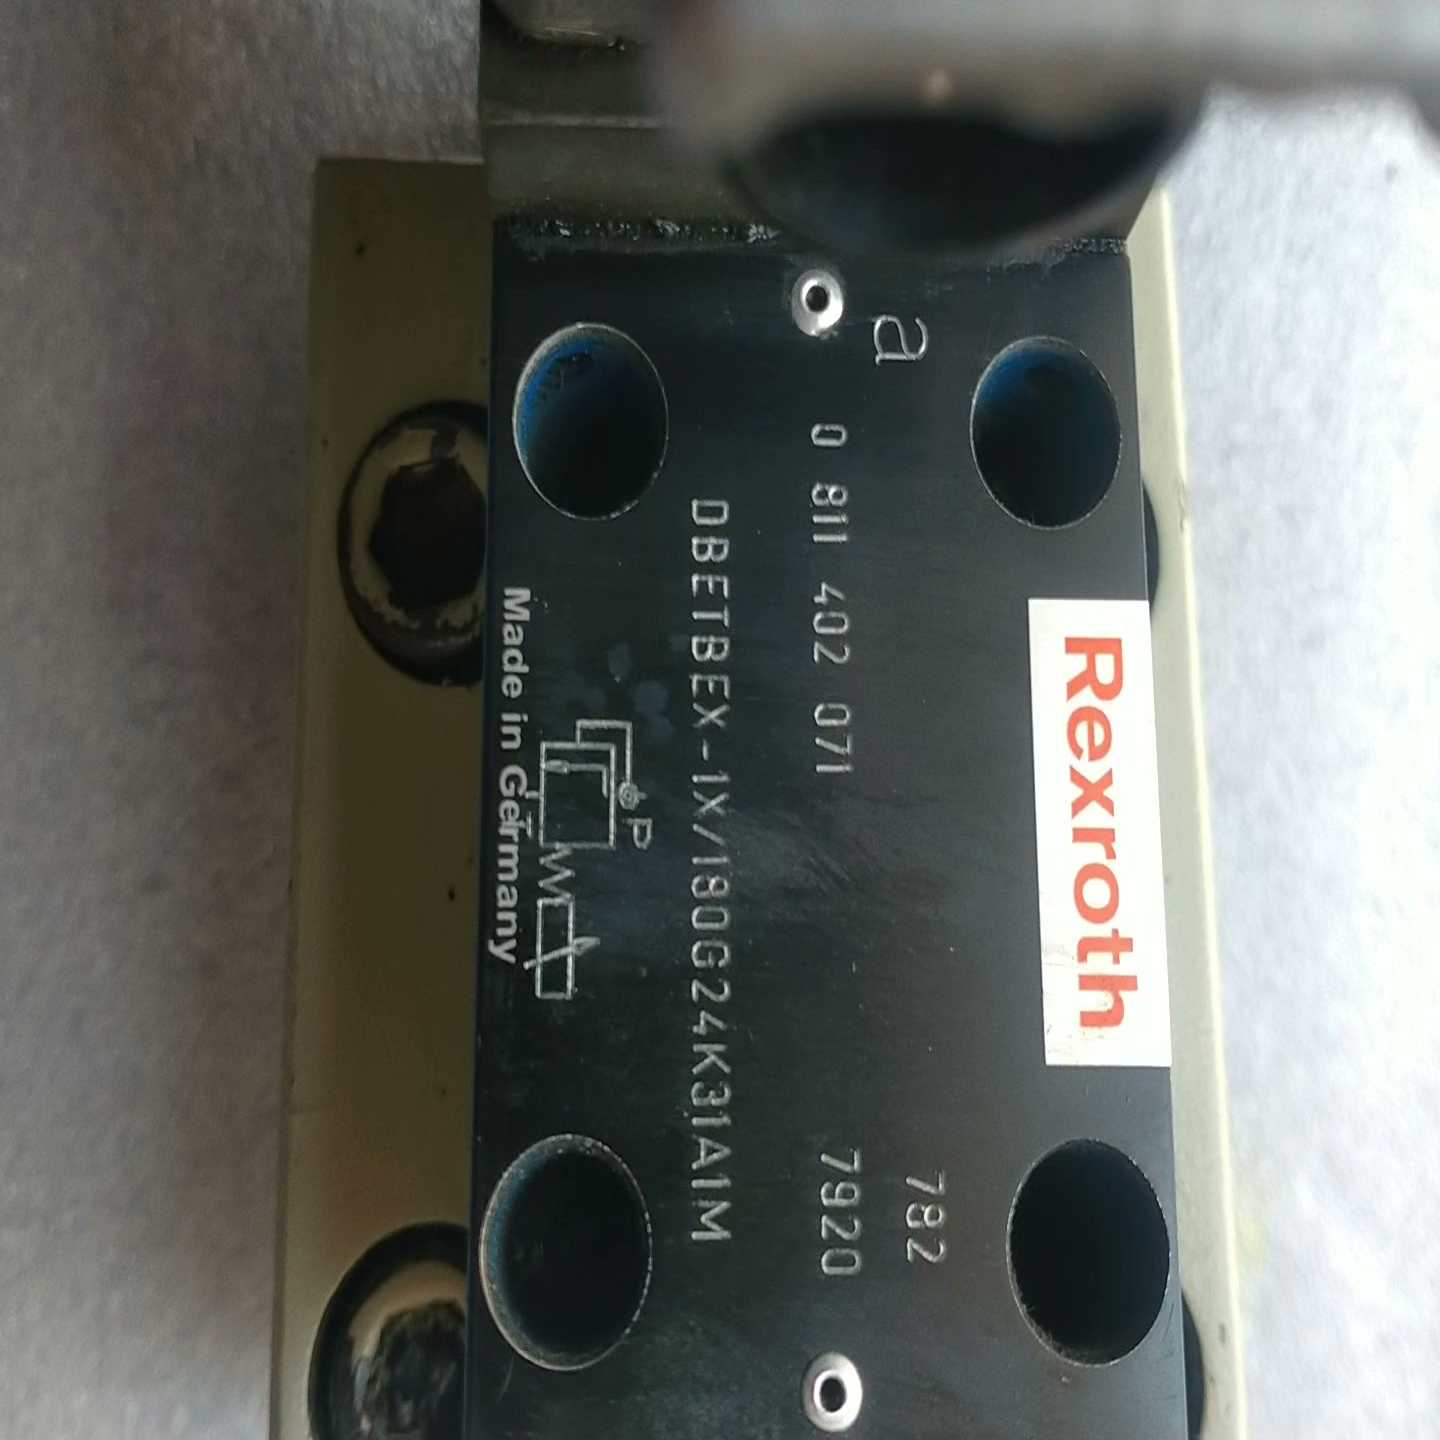 Rexroth
a
782
0 811 402 071
7920
DBETBEX-1X/180G24K31A1M
P
T
Made in Germany